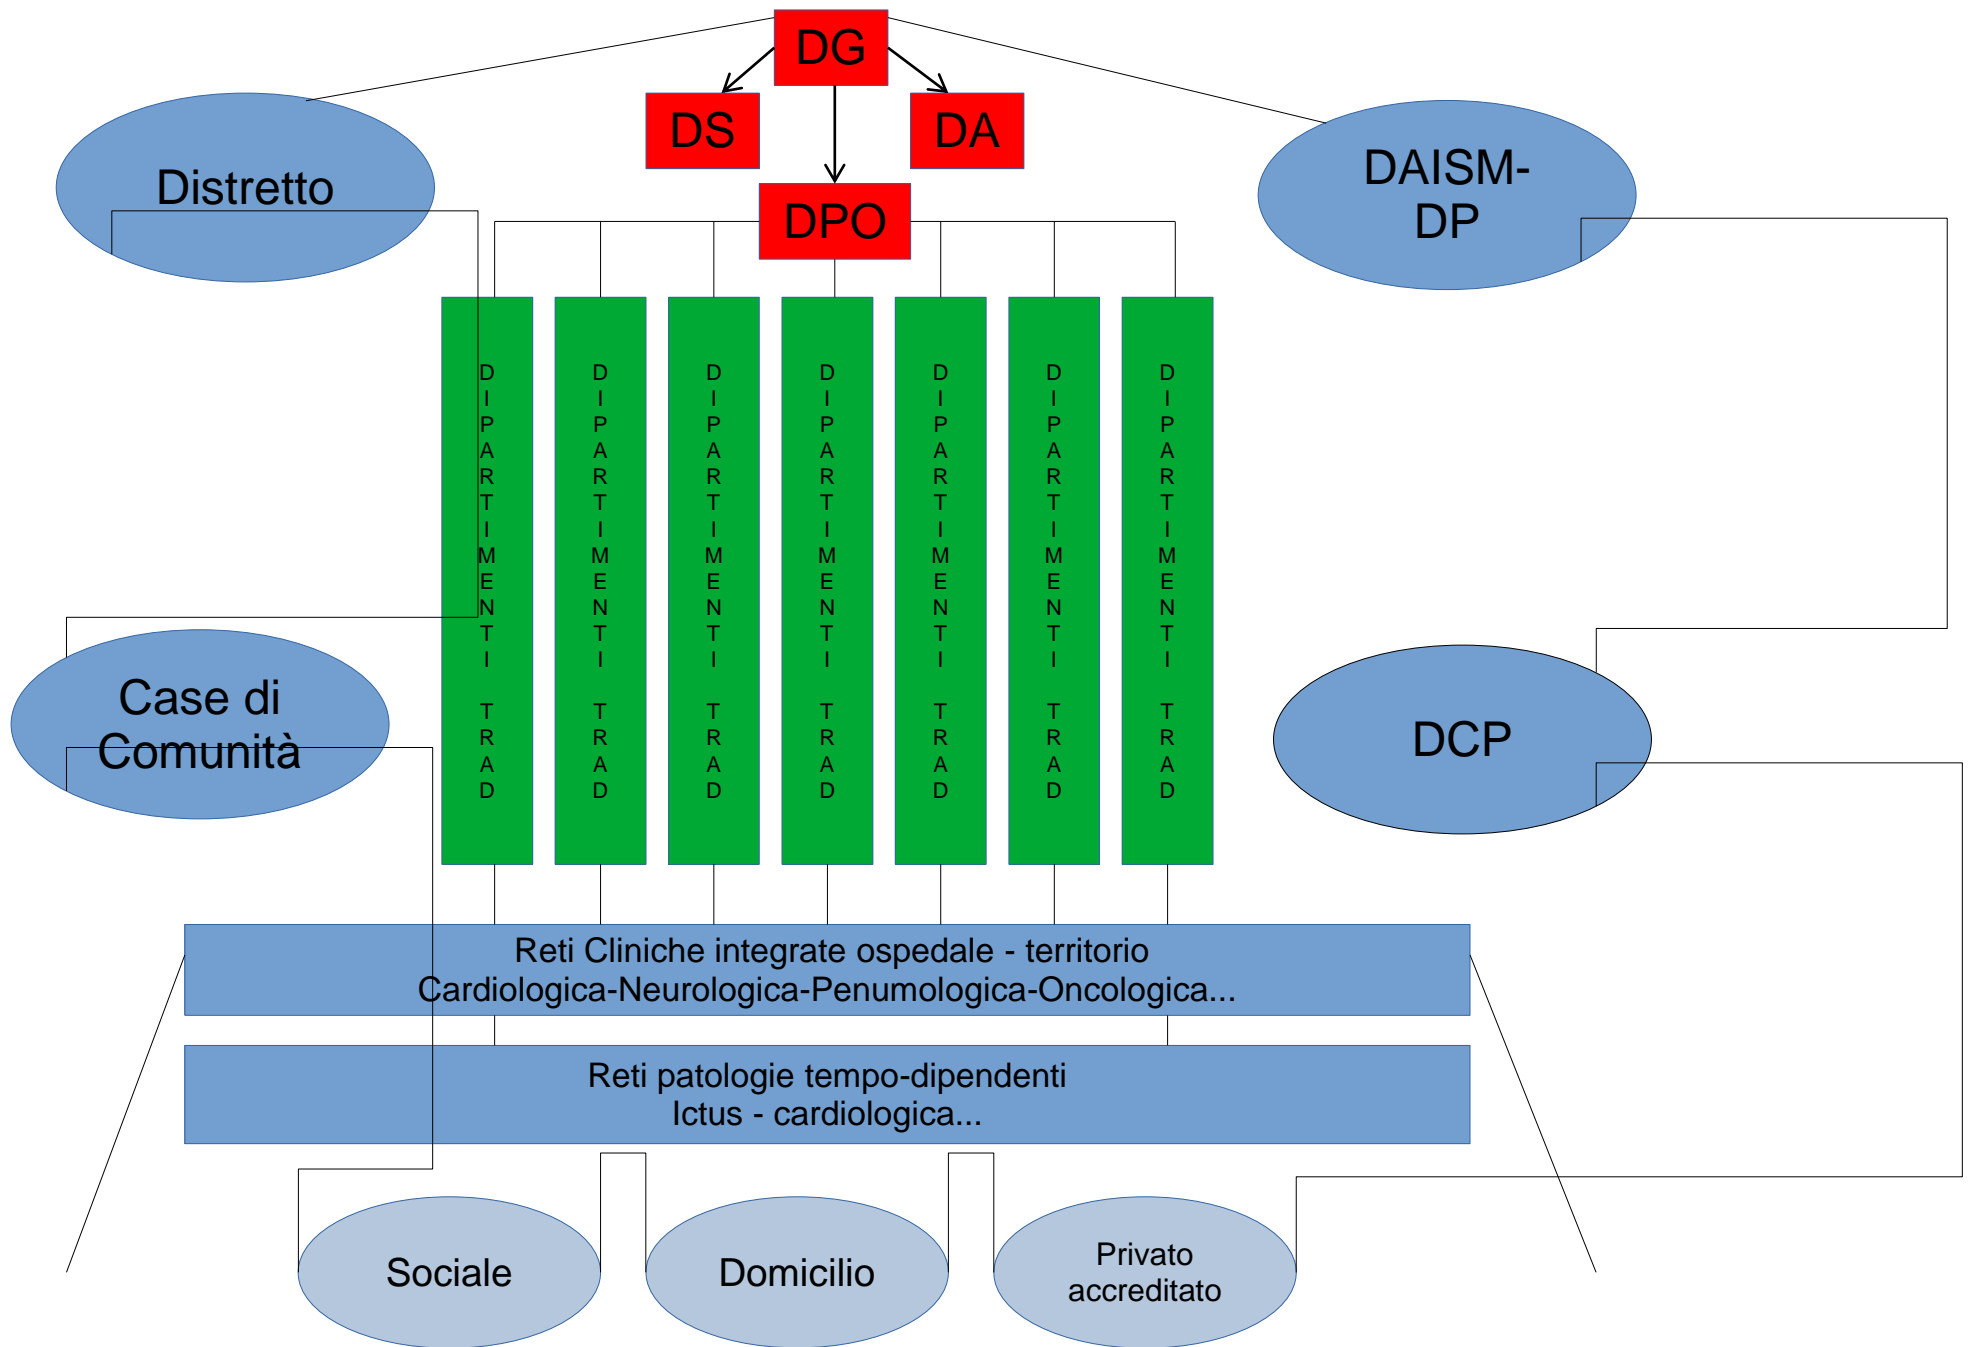 DG
DS
DA
Distretto
DAISM-
DP
DPO
DIPARTIMENTI TRAD
DIPARTIMENTI TRAD
DIPARTIMENTI TRAD
DIPARTIMENTI TRAD
DIPARTIMENTI TRAD
DIPARTIMENTI TRAD
DIPARTIMENTI TRAD
Case di
Comunità
DCP
Reti Cliniche integrate ospedale - territorio
Cardiologica-Neurologica-Penumologica-Oncologica...
Reti patologie tempo-dipendenti
Ictus - cardiologica...
Sociale
Domicilio
Privato
accreditato